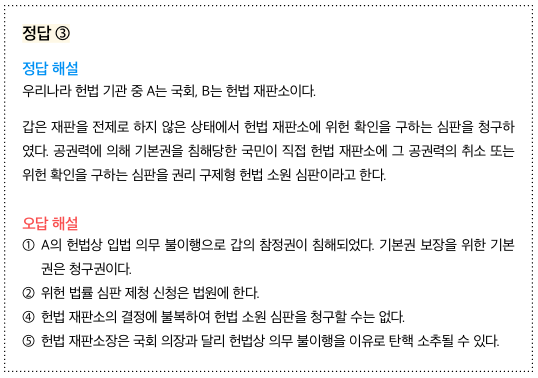 정답 ③
정답 해설
우리나라 헌법 기관 중 A는 국회, B는 헌법 재판소이다.
갑은 재판을 전제로 하지 않은 상태에서 헌법 재판소에 위헌 확인을 구하는 심판을 청구하
였다. 공권력에 의해 기본권을 침해당한 국민이 직접 헌법 재판소에 그 공권력의 취소 또는
위헌 확인을 구하는 심판을 권리 구제형 헌법 소원 심판이라고 한다.
오답 해설
① A의 헌법상 입법 의무 불이행으로 갑의 참정권이 침해되었다. 기본권 보장을 위한 기본
권은 청구권이다.
② 위헌 법률 심판 제청 신청은 법원에 한다.
④ 헌법 재판소의 결정에 불복하여 헌법 소원 심판을 청구할 수는 없다.
⑤ 헌법 재판소장은 국회 의장과 달리 헌법상 의무 불이행을 이유로 탄핵 소추될 수 있다.